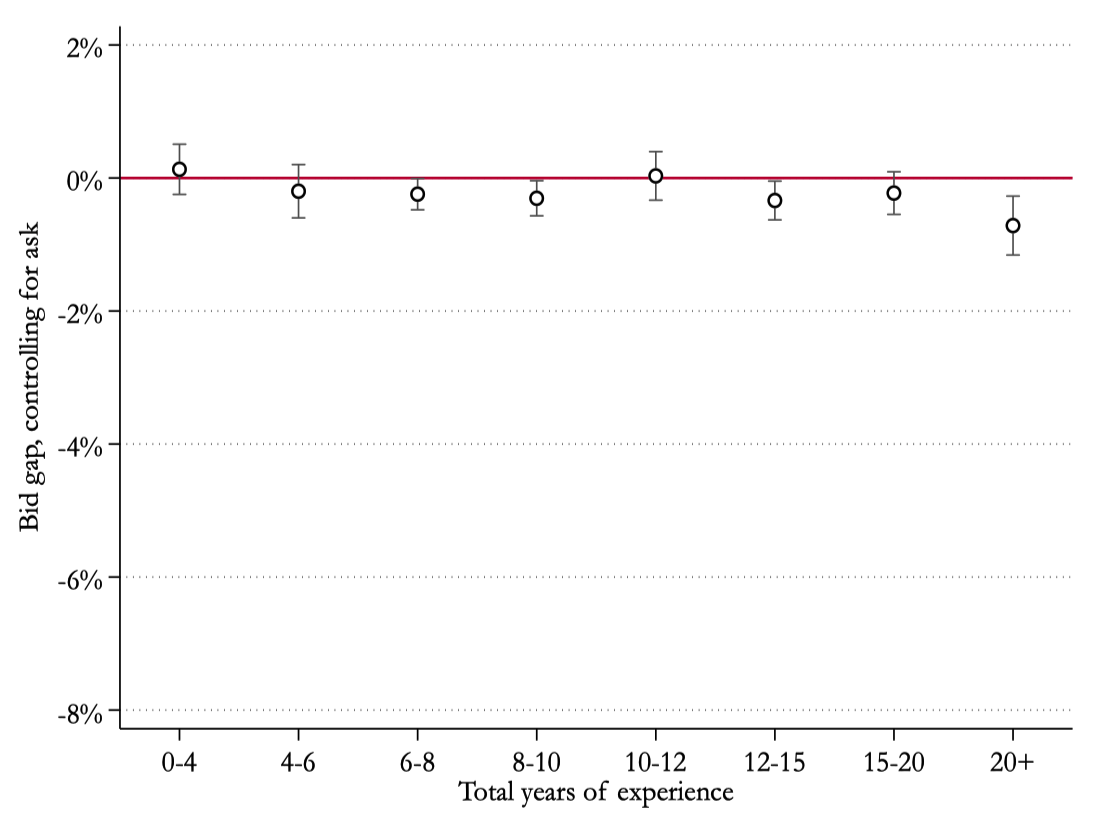 2%
0%
-2%
-4%
-6%
-8%
Bid gap, controlling for ask
0-4 4-6 6-8 8-10 10-12 12-15 15-20 20+
Total years of experience